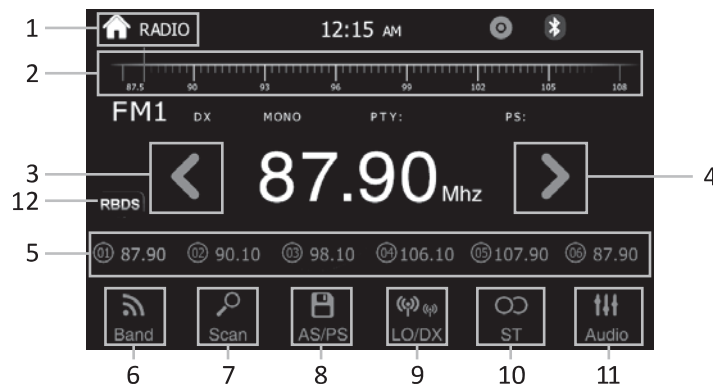 1 RADIO 12:15 AM
2 87.5 90 93 96 99 102 105 108
FM1 DX MONO PTY: PS:
3 87.90 Mhz 4
12 RBDS
5 01 87.90 02 90.10 03 98.10 04 106.10 05 107.90 06 87.90
Band Scan AS/PS LO/DX ST Audio
6 7 8 9 10 11